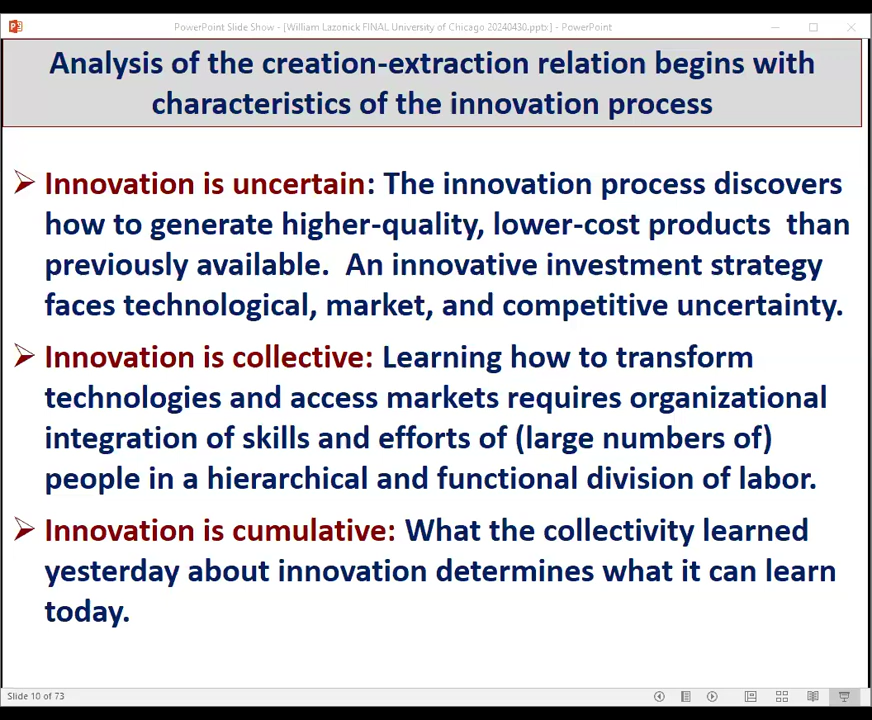 PowerPoint Slide Show - [William Lazonick FINAL University of Chicago 20240430.pptx] - PowerPoint
Analysis of the creation-extraction relation begins with
characteristics of the innovation process
Innovation is uncertain: The innovation process discovers
how to generate higher-quality, lower-cost products than
previously available. An innovative investment strategy
faces technological, market, and competitive uncertainty.
Innovation is collective: Learning how to transform
technologies and access markets requires organizational
integration of skills and efforts of (large numbers of)
people in a hierarchical and functional division of labor.
Innovation is cumulative: What the collectivity learned
yesterday about innovation determines what it can learn
today.
Slide 10 of 73